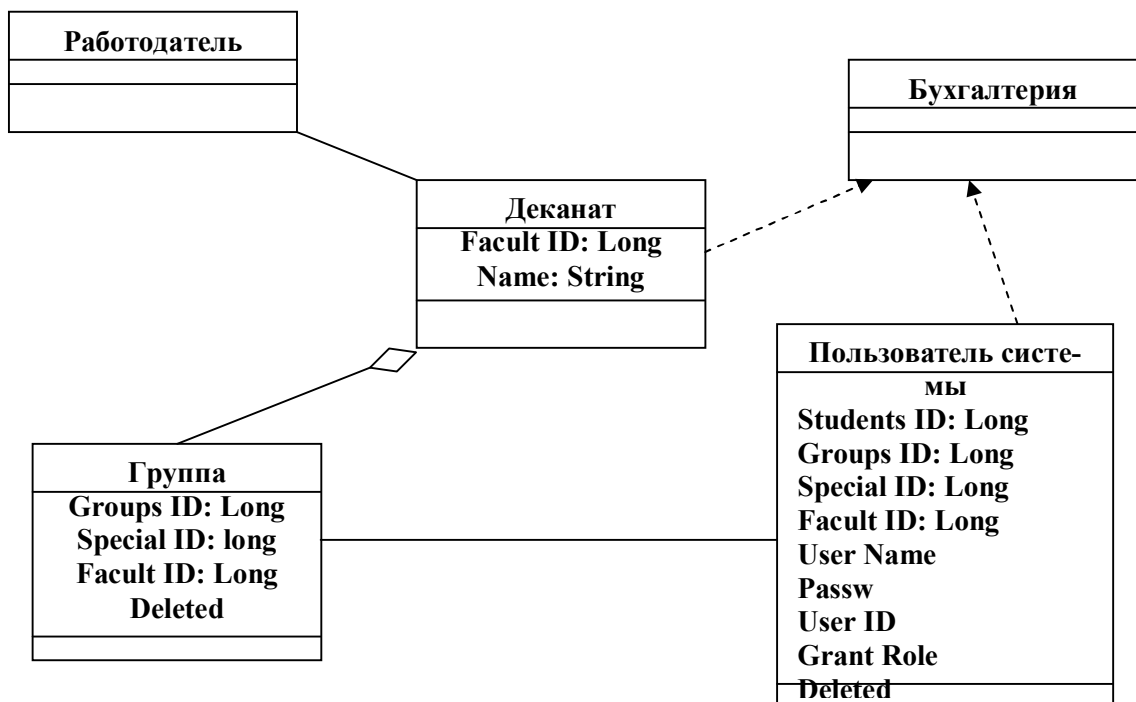 Работодатель
Бухгалтерия
Деканат
Facult ID: Long
Name: String
Пользователь систе-
мы
Students ID: Long
Groups ID: Long
Special ID: Long
Facult ID: Long
User Name
Passw
User ID
Grant Role
Deleted
Группа
Groups ID: Long
Special ID: long
Facult ID: Long
Deleted